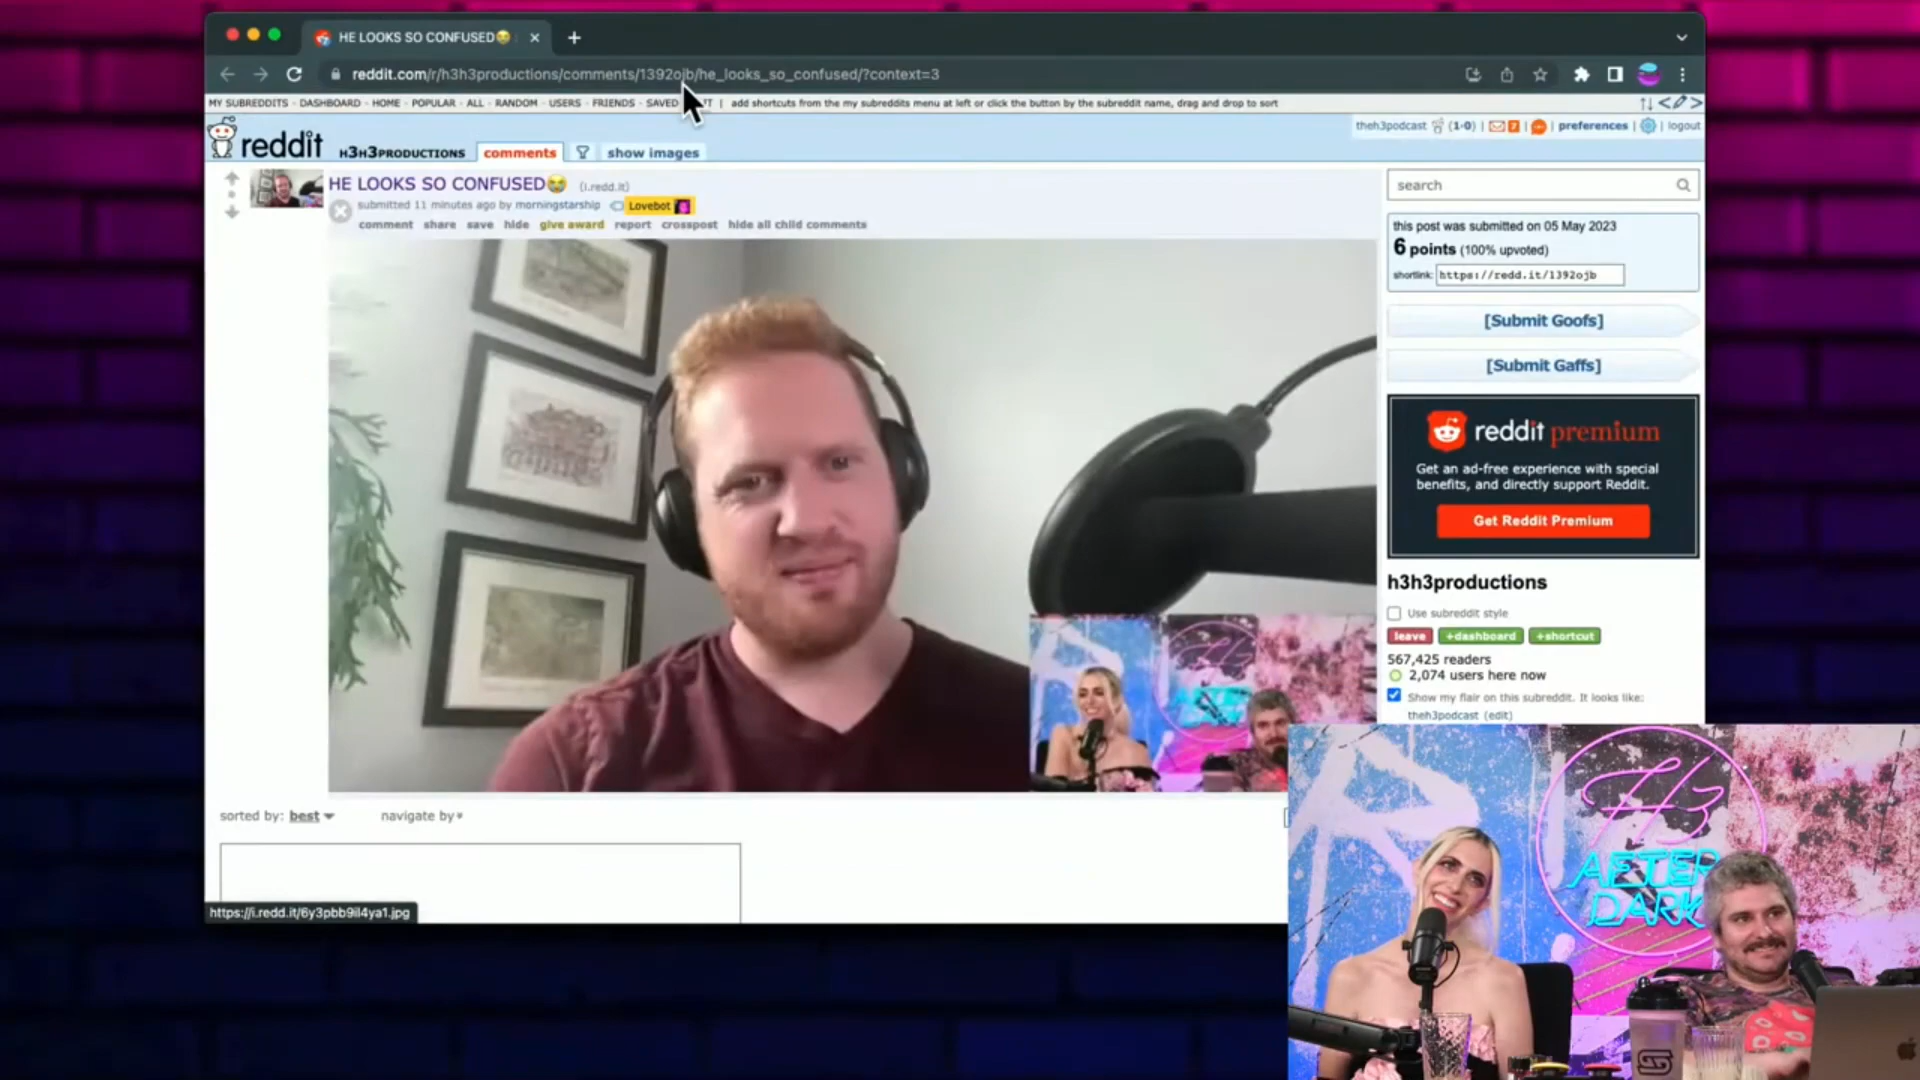 HE LOOKS SO CONFUSED😭
reddit.com/r/h3h3productions/comments/1392ojb/he_looks_so_confused/?context=3
MY SUBREDDITS · DASHBOARD · HOME · POPULAR · ALL · RANDOM · USERS · FRIENDS · SAVED | add shortcuts from the my subreddits menu at left or click the button by the subreddit name, drag and drop to sort
theh3podcast (1·0) | 7 | preferences | logout
reddit H3H3PRODUCTIONS comments show images
HE LOOKS SO CONFUSED😭 (i.redd.it)
submitted 11 minutes ago by morningstarship Lovebot
comment share save hide give award report crosspost hide all child comments
search
this post was submitted on 05 May 2023
6 points (100% upvoted)
shortlink: https://redd.it/1392ojb
[Submit Goofs]
[Submit Gaffs]
reddit premium
Get an ad-free experience with special
benefits, and directly support Reddit.
Get Reddit Premium
h3h3productions
Use subreddit style
leave +dashboard +shortcut
567,425 readers
2,074 users here now
Show my flair on this subreddit. It looks like:
theh3podcast (edit)
sorted by: best navigate by
https://i.redd.it/6y3pbb9il4ya1.jpg
H3
AFTER
DARK